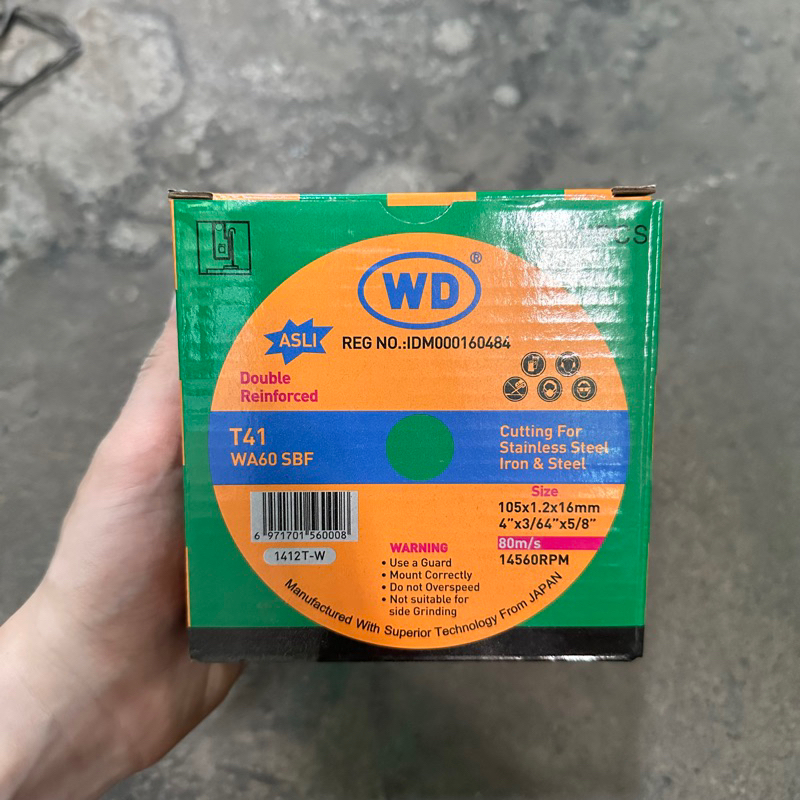 WD®
ASLI
REG NO.:IDM000160484
Double
Reinforced
T41
WA60 SBF
Cutting For
Stainless Steel
Iron & Steel
Size
105x1.2x16mm
4"x3/64"x5/8"
80m/s
14560RPM
6 971701 560008
1412T-W
WARNING
• Use a Guard
• Mount Correctly
• Do not Overspeed
• Not suitable for
side Grinding
Manufactured With Superior Technology From JAPAN